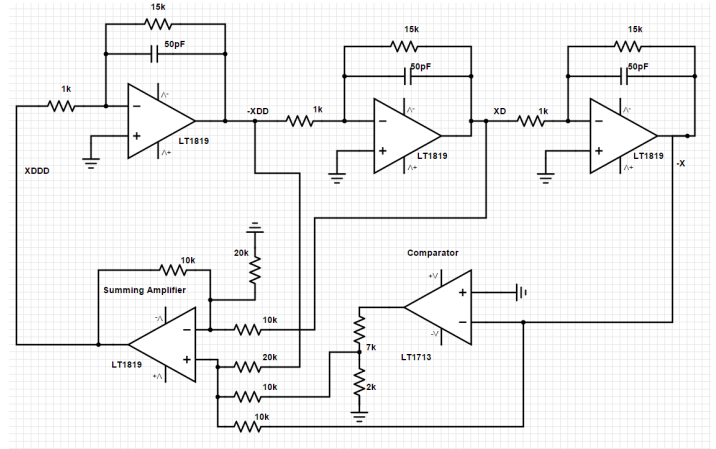 15k
15k
15k
50pF
50pF
50pF
1k
-XDD
1k
XD
1k
V-
V-
V-
-
-
-
+
+
+
LT1819
LT1819
LT1819
V+
V+
V+
-X
XDDD
20k
10k
Comparator
+V
Summing Amplifier
+
-V
-
10k
-
-V
7k
LT1713
20k
+
LT1819
+V
10k
2k
10k